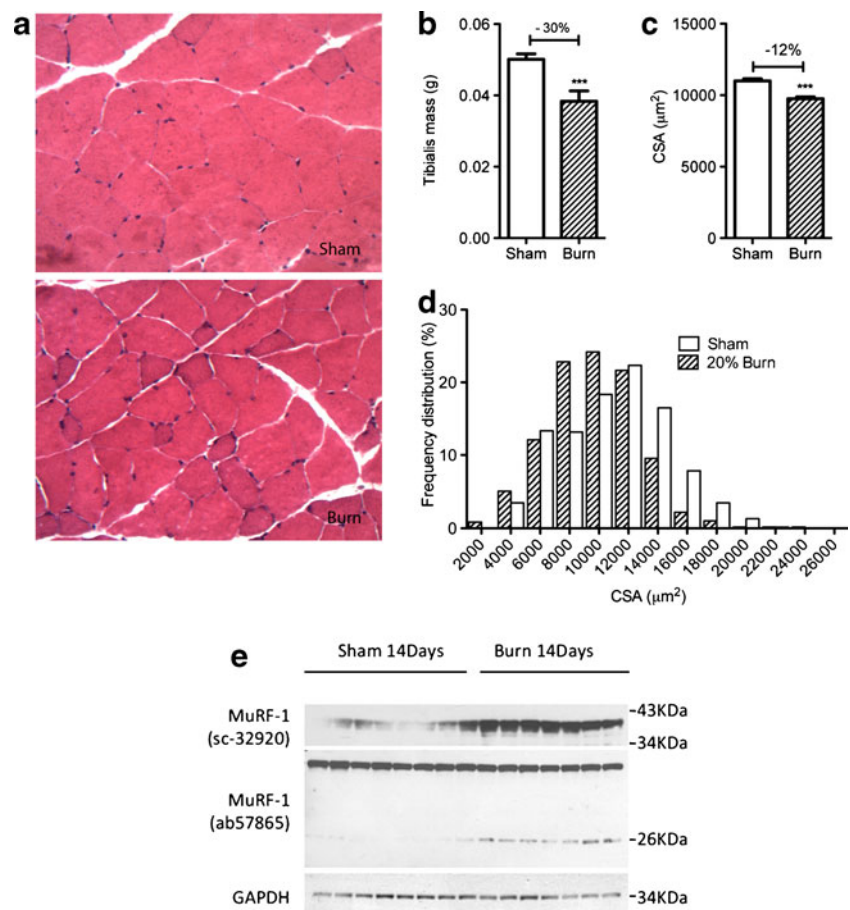 a
Sham
Burn
b
- 30%
***
Tibialis mass (g)
0.06
0.04
0.02
0.00
Sham
Burn
c
-12%
***
CSA (μm²)
15000
10000
5000
0
Sham
Burn
d
Frequency distribution (%)
30
20
10
0
Sham
20% Burn
2000
4000
6000
8000
10000
12000
14000
16000
18000
20000
22000
24000
26000
CSA (μm²)
e
Sham 14Days
Burn 14Days
MuRF-1
(sc-32920)
-43KDa
-34KDa
MuRF-1
(ab57865)
-26KDa
GAPDH
-34KDa